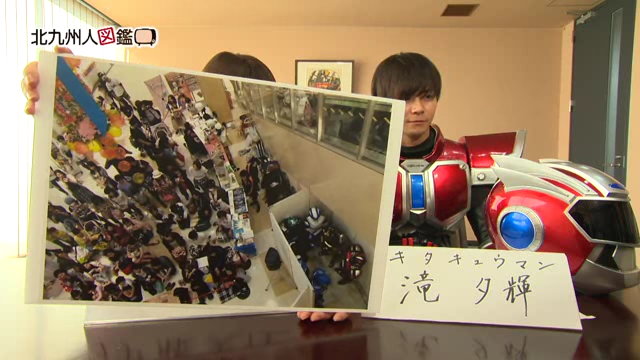 北九州人図鑑
キタキュウマン
滝 夕輝